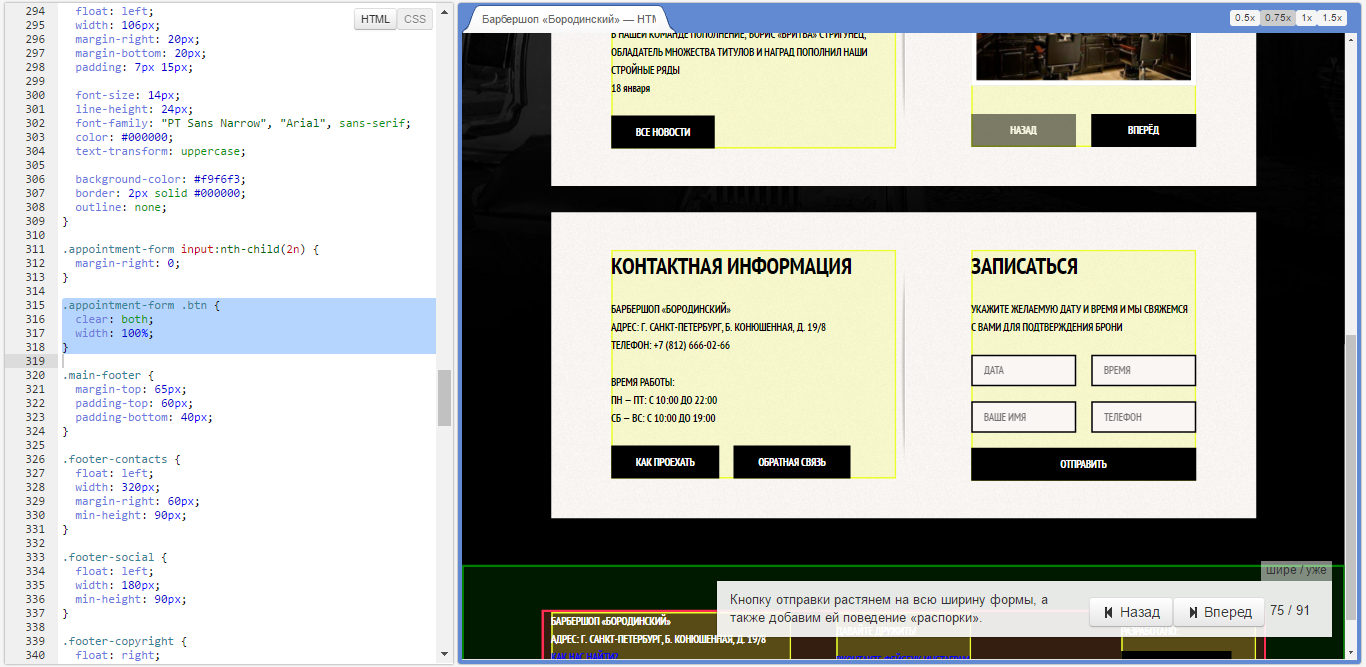 HTML CSS
294 float: left;
295 width: 106px;
296 margin-right: 20px;
297 margin-bottom: 20px;
298 padding: 7px 15px;
299
300 font-size: 14px;
301 line-height: 24px;
302 font-family: "PT Sans Narrow", "Arial", sans-serif;
303 color: #000000;
304 text-transform: uppercase;
305
306 background-color: #f9f6f3;
307 border: 2px solid #000000;
308 outline: none;
309 }
310
311 .appointment-form input:nth-child(2n) {
312 margin-right: 0;
313 }
314
315 .appointment-form .btn {
316 clear: both;
317 width: 100%;
318 }
319
320 .main-footer {
321 margin-top: 65px;
322 padding-top: 60px;
323 padding-bottom: 40px;
324 }
325
326 .footer-contacts {
327 float: left;
328 width: 320px;
329 margin-right: 60px;
330 min-height: 90px;
331 }
332
333 .footer-social {
334 float: left;
335 width: 180px;
336 min-height: 90px;
337 }
338
339 .footer-copyright {
340 float: right;
Барбершоп «Бородинский» — HTM
0.5x 0.75x 1x 1.5x
В НАШЕЙ КОМАНДЕ ПОПОЛНЕНИЕ, БОРИС «БРИТВА» СТРИГУНЕЦ,
ОБЛАДАТЕЛЬ МНОЖЕСТВА ТИТУЛОВ И НАГРАД ПОПОЛНИЛ НАШИ
СТРОЙНЫЕ РЯДЫ
18 января
ВСЕ НОВОСТИ
НАЗАД ВПЕРЁД
КОНТАКТНАЯ ИНФОРМАЦИЯ
БАРБЕРШОП «БОРОДИНСКИЙ»
АДРЕС: Г. САНКТ-ПЕТЕРБУРГ, Б. КОНЮШЕННАЯ, Д. 19/8
ТЕЛЕФОН: +7 (812) 666-02-66
ВРЕМЯ РАБОТЫ:
ПН – ПТ: С 10:00 ДО 22:00
СБ – ВС: С 10:00 ДО 19:00
КАК ПРОЕХАТЬ ОБРАТНАЯ СВЯЗЬ
ЗАПИСАТЬСЯ
УКАЖИТЕ ЖЕЛАЕМУЮ ДАТУ И ВРЕМЯ И МЫ СВЯЖЕМСЯ
С ВАМИ ДЛЯ ПОДТВЕРЖДЕНИЯ БРОНИ
ДАТА ВРЕМЯ
ВАШЕ ИМЯ ТЕЛЕФОН
ОТПРАВИТЬ
шире / уже
Кнопку отправки растянем на всю ширину формы, а
также добавим ей поведение «распорки».
Назад Вперед 75 / 91
БАРБЕРШОП «БОРОДИНСКИЙ»
АДРЕС: Г. САНКТ-ПЕТЕРБУРГ, Б. КОНЮШЕННАЯ, Д. 19/8
КАК НАС НАЙТИ?